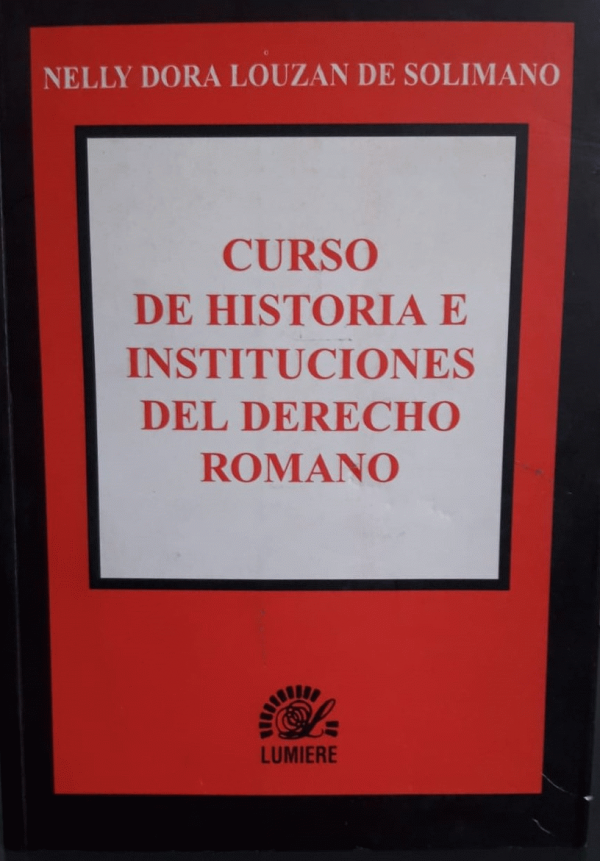 NELLY DORA LOUZAN DE SOLIMANO
CURSO
DE HISTORIA E
INSTITUCIONES
DEL DERECHO
ROMANO
LUMIERE